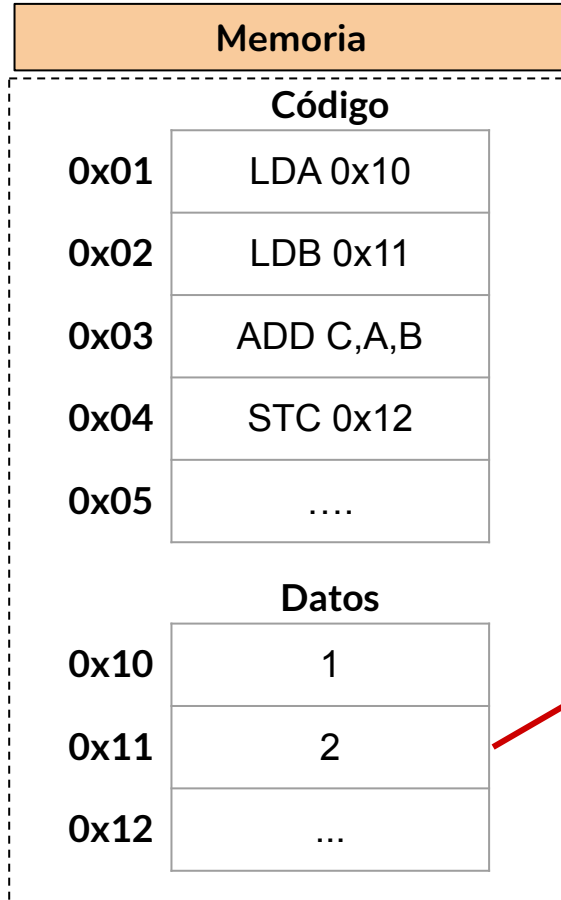 Memoria
Código
0x01 LDA 0x10
0x02 LDB 0x11
0x03 ADD C,A,B
0x04 STC 0x12
0x05 ....
Datos
0x10 1
0x11 2
0x12 ...